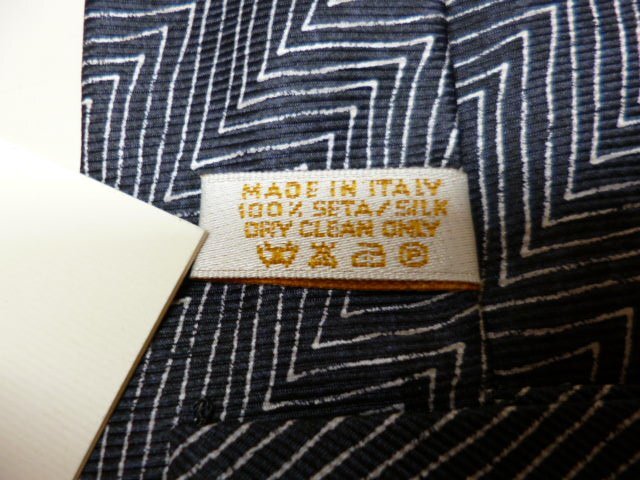 MADE IN ITALY
100% SETA/SILK
DRY CLEAN ONLY
P